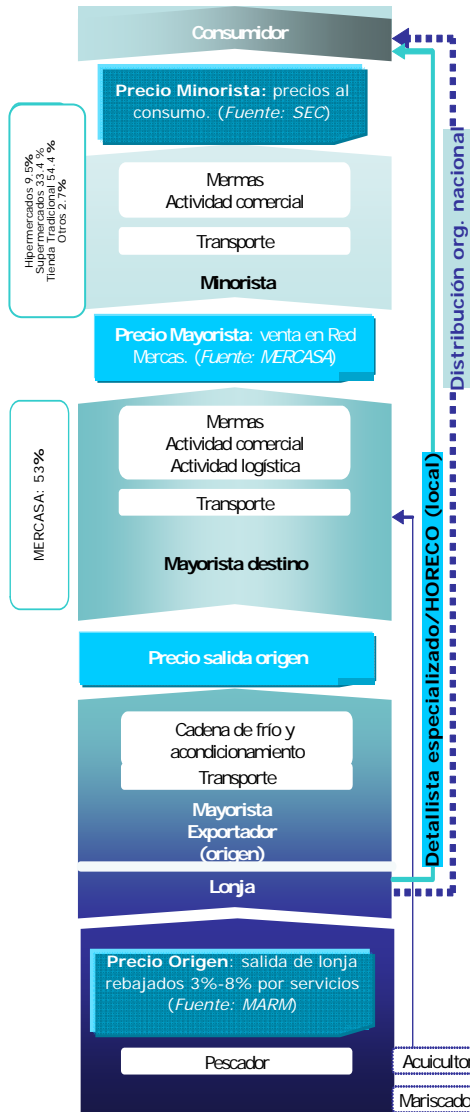 Consumidor
Precio Minorista: precios al
consumo. (Fuente: SEC)
Hipermercados 9.5%
Supermercados 33.4 %
Tienda Tradicional 54.4 %
Otros 2.7%
Mermas
Actividad comercial
Transporte
Minorista
Precio Mayorista: venta en Red
Mercas. (Fuente: MERCASA)
MERCASA: 53%
Mermas
Actividad comercial
Actividad logística
Transporte
Mayorista destino
Precio salida origen
Cadena de frío y
acondicionamiento
Transporte
Mayorista
Exportador
(origen)
Lonja
Precio Origen: salida de lonja
rebajados 3%-8% por servicios
(Fuente: MARM)
Pescador
Acuicultor
Mariscador
Detallista especializado/HORECO (local)
Distribución org. nacional